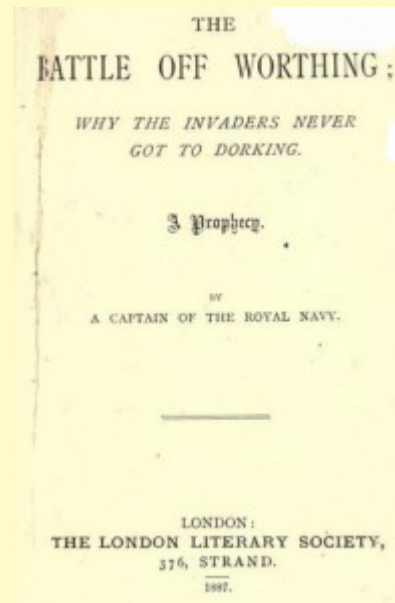 THE
BATTLE OFF WORTHING;
WHY THE INVADERS NEVER
GOT TO DORKING.
A Prophecy.
BY
A CAPTAIN OF THE ROYAL NAVY.
LONDON:
THE LONDON LITERARY SOCIETY,
376, STRAND.
1887.